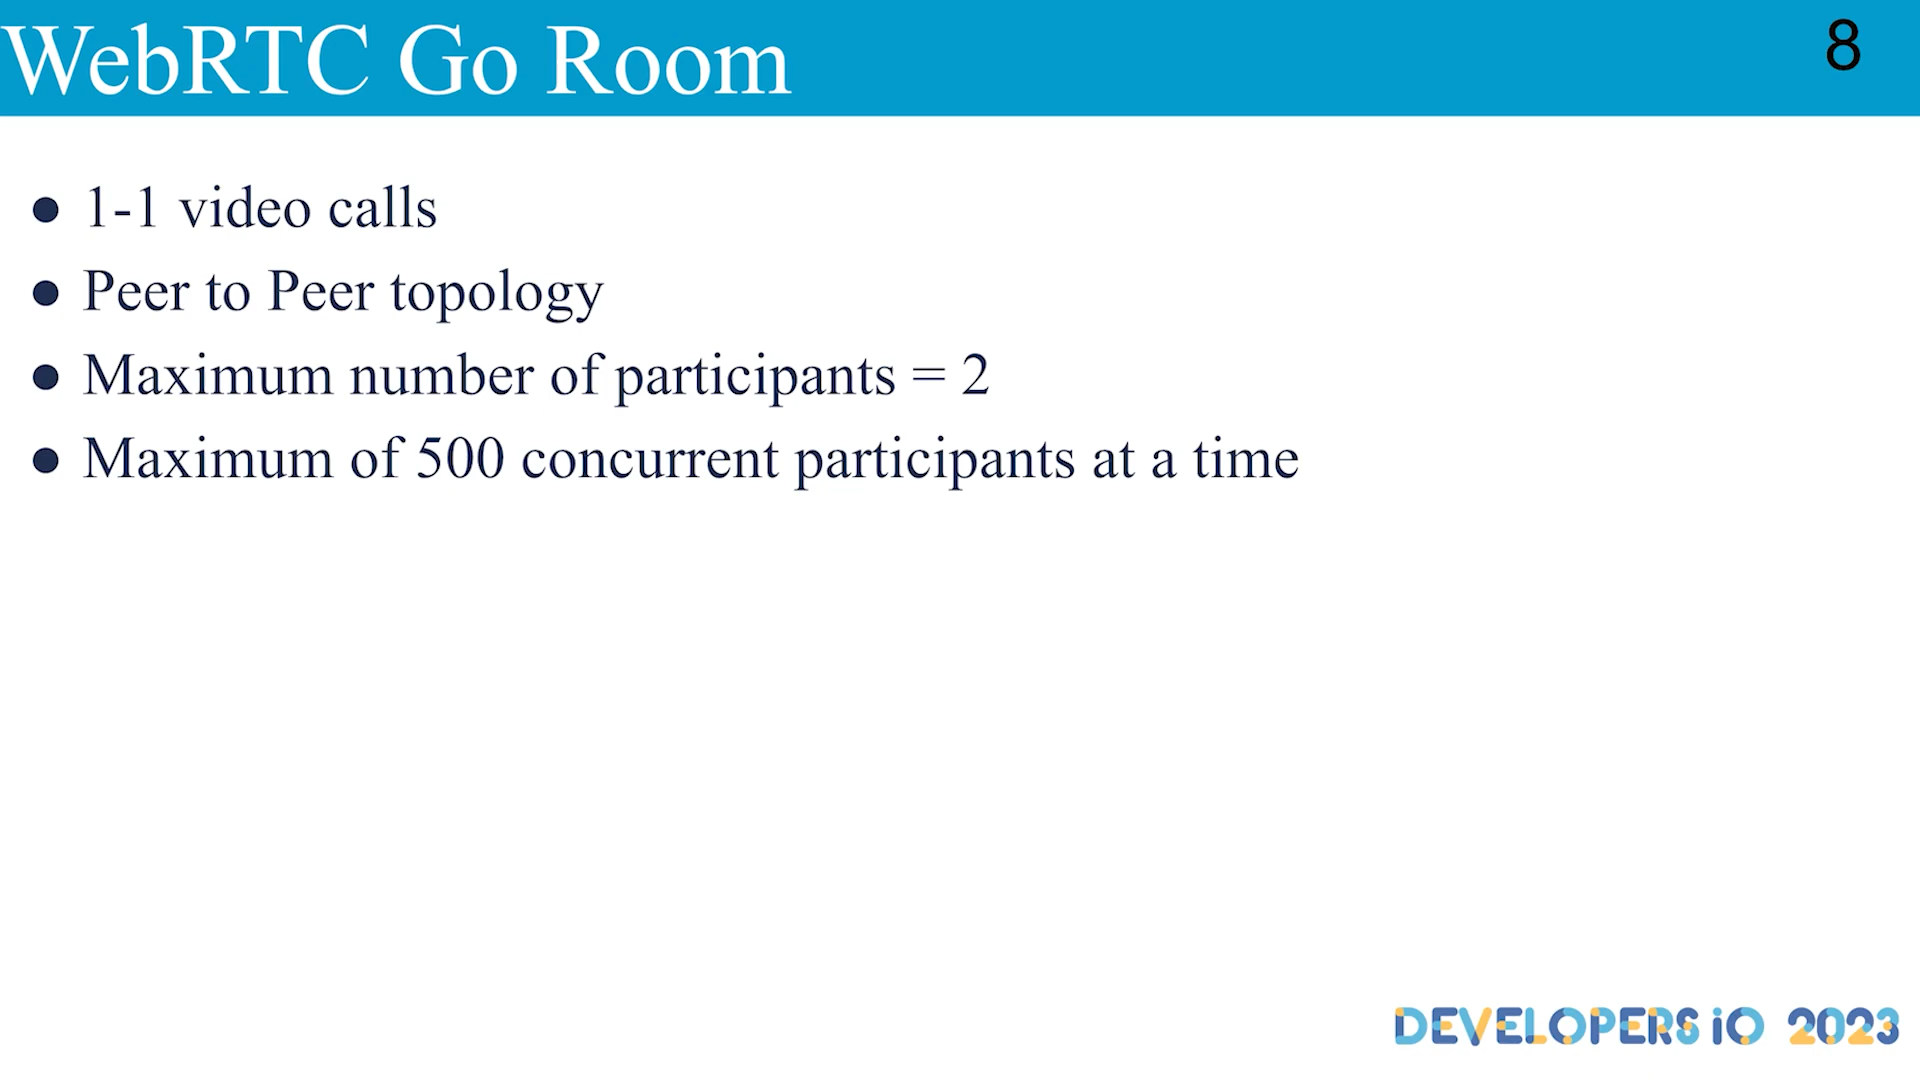 WebRTC Go Room
8
● 1-1 video calls
● Peer to Peer topology
● Maximum number of participants = 2
● Maximum of 500 concurrent participants at a time
DEVELOPERS iO 2023